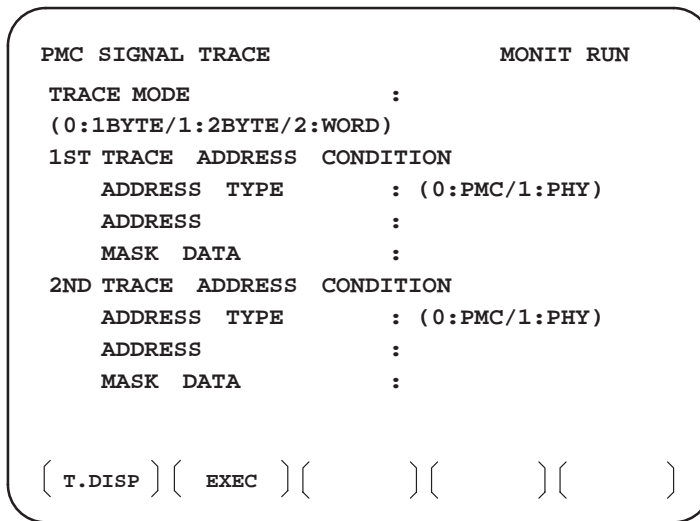 PMC SIGNAL TRACE MONIT RUN
TRACE MODE :
(0:1BYTE/1:2BYTE/2:WORD)
1ST TRACE ADDRESS CONDITION
ADDRESS TYPE : (0:PMC/1:PHY)
ADDRESS :
MASK DATA :
2ND TRACE ADDRESS CONDITION
ADDRESS TYPE : (0:PMC/1:PHY)
ADDRESS :
MASK DATA :
T.DISP EXEC